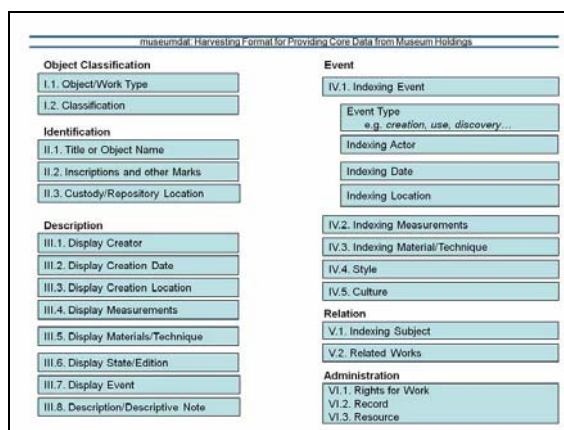 museumdat: Harvesting Format for Providing Core Data from Museum Holdings
Object Classification
I.1. Object/Work Type
I.2. Classification
Identification
II.1. Title or Object Name
II.2. Inscriptions and other Marks
II.3. Custody/Repository Location
Description
III.1. Display Creator
III.2. Display Creation Date
III.3. Display Creation Location
III.4. Display Measurements
III.5. Display Materials/Technique
III.6. Display State/Edition
III.7. Display Event
III.8. Description/Descriptive Note
Event
IV.1. Indexing Event
Event Type
e.g. creation, use, discovery…
Indexing Actor
Indexing Date
Indexing Location
IV.2. Indexing Measurements
IV.3. Indexing Material/Technique
IV.4. Style
IV.5. Culture
Relation
V.1. Indexing Subject
V.2. Related Works
Administration
VI.1. Rights for Work
VI.2. Record
VI.3. Resource